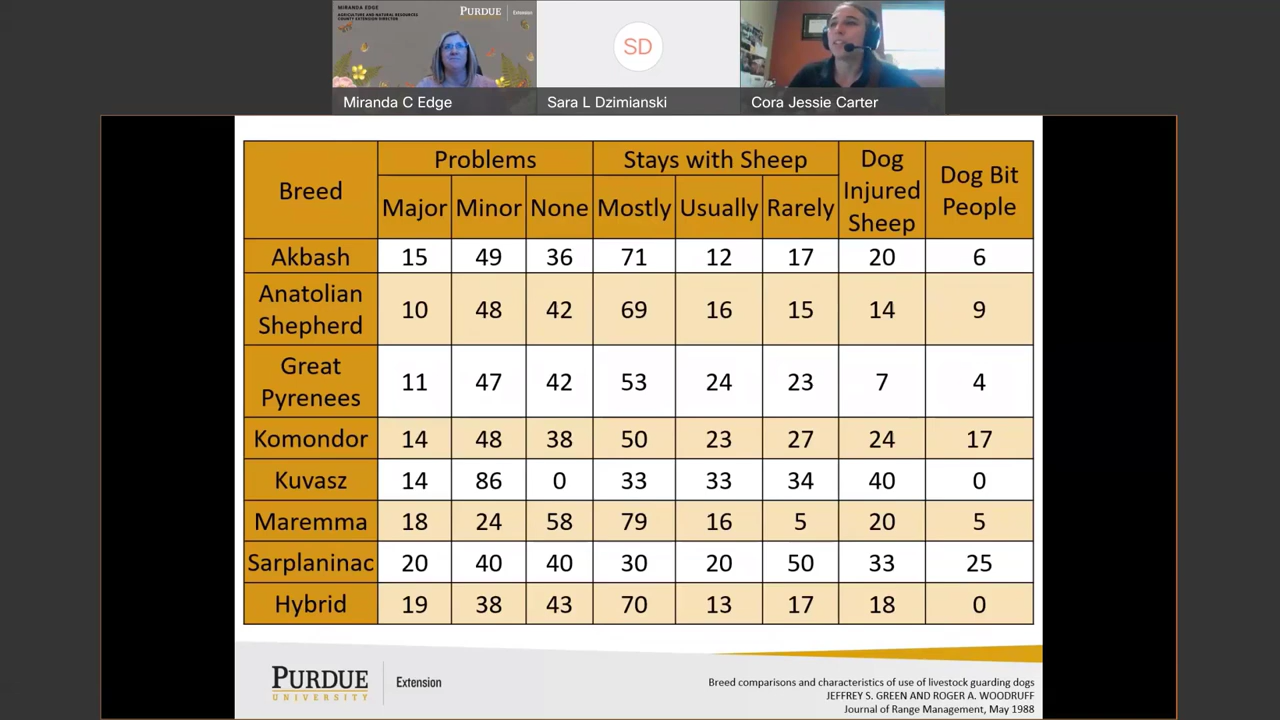 MIRANDA EDGE
AGRICULTURE AND NATURAL RESOURCES
COUNTY EXTENSION DIRECTOR
PURDUE Extension
SD
Miranda C Edge
Sara L Dzimianski
Cora Jessie Carter
Breed Problems Stays with Sheep Dog Injured Sheep Dog Bit People
Major Minor None Mostly Usually Rarely
Akbash 15 49 36 71 12 17 20 6
Anatolian Shepherd 10 48 42 69 16 15 14 9
Great Pyrenees 11 47 42 53 24 23 7 4
Komondor 14 48 38 50 23 27 24 17
Kuvasz 14 86 0 33 33 34 40 0
Maremma 18 24 58 79 16 5 20 5
Sarplaninac 20 40 40 30 20 50 33 25
Hybrid 19 38 43 70 13 17 18 0
PURDUE
UNIVERSITY
Extension
Breed comparisons and characteristics of use of livestock guarding dogs
JEFFREY S. GREEN AND ROGER A. WOODRUFF
Journal of Range Management, May 1988